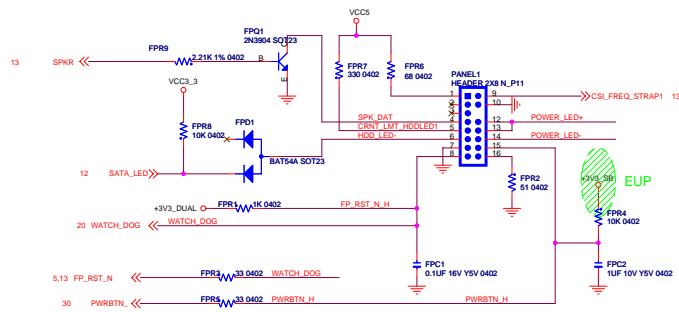 VCC5
FPQ1
2N3904 SOT23
FPR9
2.21K 1% 0402
13 SPKR
B
C
E
FPR7
330 0402
FPR6
68 0402
PANEL1
HEADER 2X8 N_P11
VCC3_3
1 9
2 10
3
4 12
5 13
6 14
7 15
8 16
CSI_FREQ_STRAP1 13
SPK_DAT
POWER_LED+
CRNT_LMT_HDDLED1
HDD_LED-
POWER_LED-
FPR8
10K 0402
FPD1
BAT54A SOT23
12 SATA_LED
FPR2
51 0402
+3V3_SB
EUP
+3V3_DUAL
FPR1
1K 0402
FP_RST_N_H
FPR4
10K 0402
20 WATCH_DOG
WATCH_DOG
FPC1
0.1UF 16V Y5V 0402
FPC2
1UF 10V Y5V 0402
5,13 FP_RST_N
FPR3
33 0402
WATCH_DOG
30 PWRBTN_
FPR5
33 0402
PWRBTN_H
PWRBTN_H